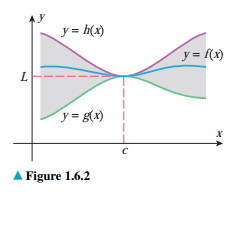 y
y = h(x)
y = f(x)
L
y = g(x)
x
c
▲ Figure 1.6.2